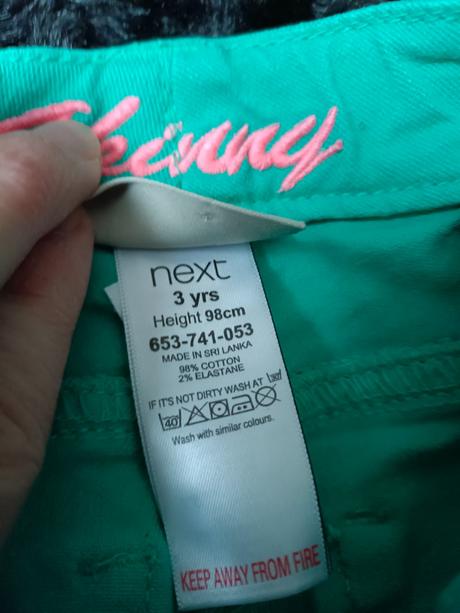 Skinny
next
3 yrs
Height 98cm
653-741-053
MADE IN SRI LANKA
98% COTTON
2% ELASTANE
IF IT'S NOT DIRTY WASH AT 30°
40
Wash with similar colours.
KEEP AWAY FROM FIRE